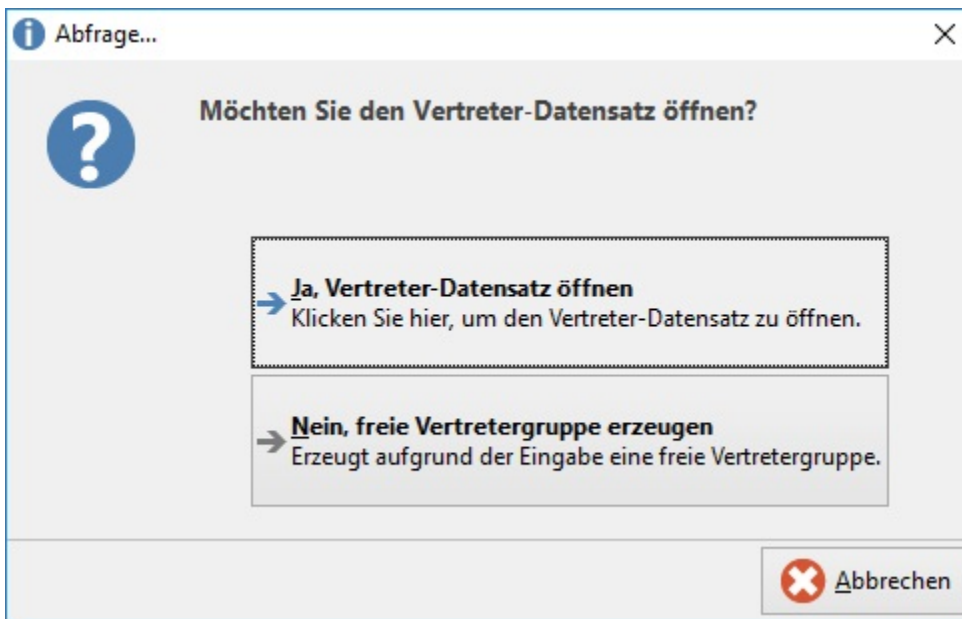 Abfrage...
Möchten Sie den Vertreter-Datensatz öffnen?
Ja, Vertreter-Datensatz öffnen
Klicken Sie hier, um den Vertreter-Datensatz zu öffnen.
Nein, freie Vertretergruppe erzeugen
Erzeugt aufgrund der Eingabe eine freie Vertretergruppe.
Abbrechen